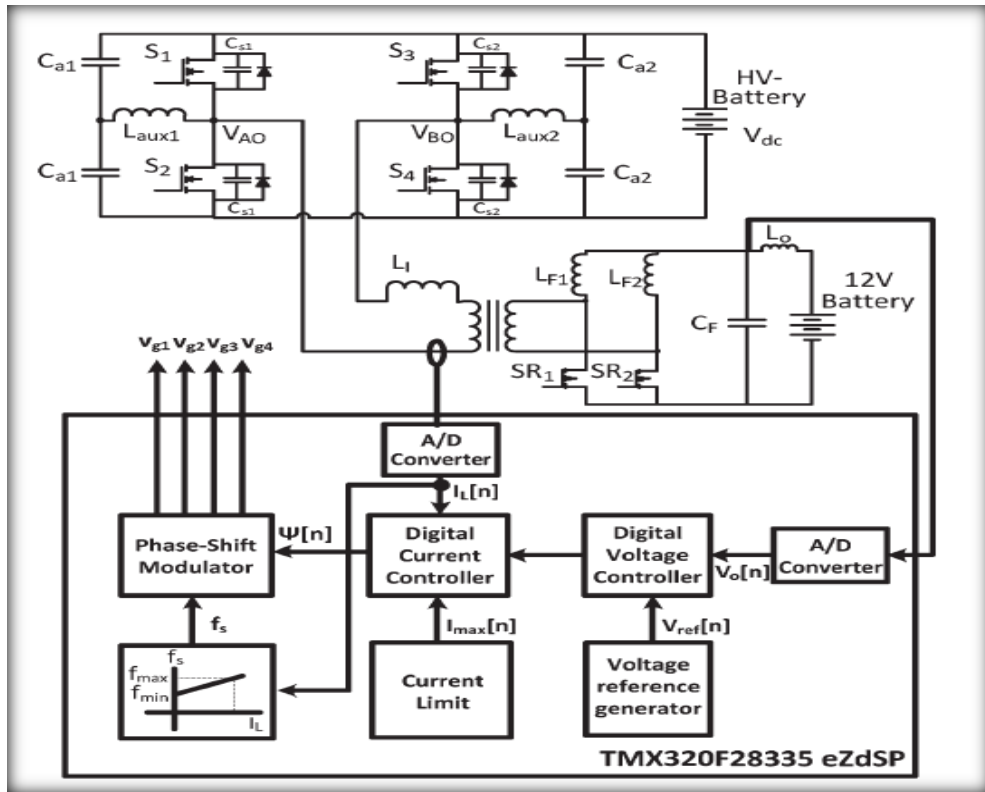 Ca1
S1
Cs1
S3
Cs2
Ca2
HV-
Battery
Vdc
Laux1
VAO
VBO
Laux2
Ca1
S2
Cs1
S4
Cs2
Ca2
LI
LF1
LF2
Lo
12V
Battery
CF
SR1
SR2
vg1 vg2 vg3 vg4
A/D
Converter
IL[n]
Phase-Shift
Modulator
Ψ[n]
Digital
Current
Controller
Digital
Voltage
Controller
Vo[n]
A/D
Converter
fs
Imax[n]
Vref[n]
fs
fmax
fmin
IL
Current
Limit
Voltage
reference
generator
TMX320F28335 eZdSP